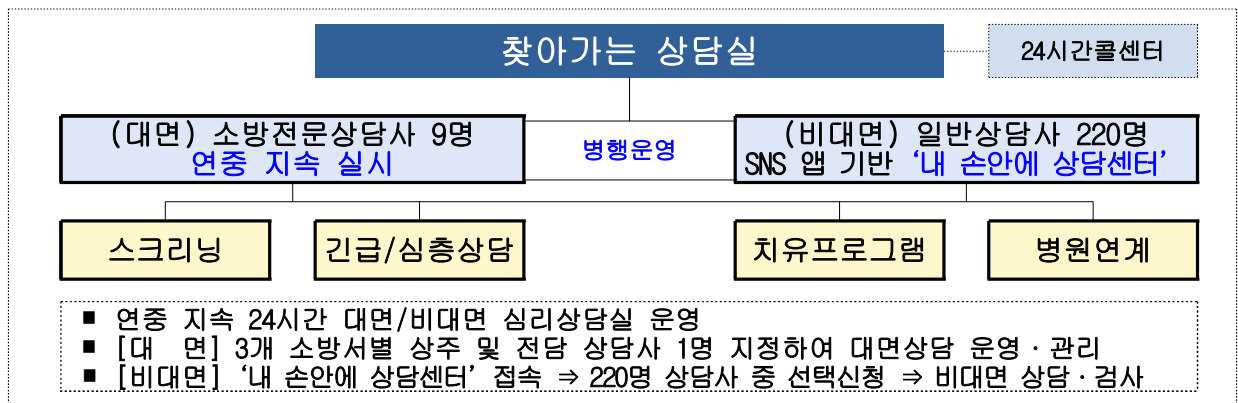 찾아가는 상담실
24시간콜센터
(대면) 소방전문상담사 9명
연중 지속 실시
병행운영
(비대면) 일반상담사 220명
SNS 앱 기반 ‘내 손안에 상담센터’
스크리닝
긴급/심층상담
치유프로그램
병원연계
■ 연중 지속 24시간 대면/비대면 심리상담실 운영
■ [대 면] 3개 소방서별 상주 및 전담 상담사 1명 지정하여 대면상담 운영·관리
■ [비대면] ‘내 손안에 상담센터’ 접속 ⇒ 220명 상담사 중 선택신청 ⇒ 비대면 상담·검사